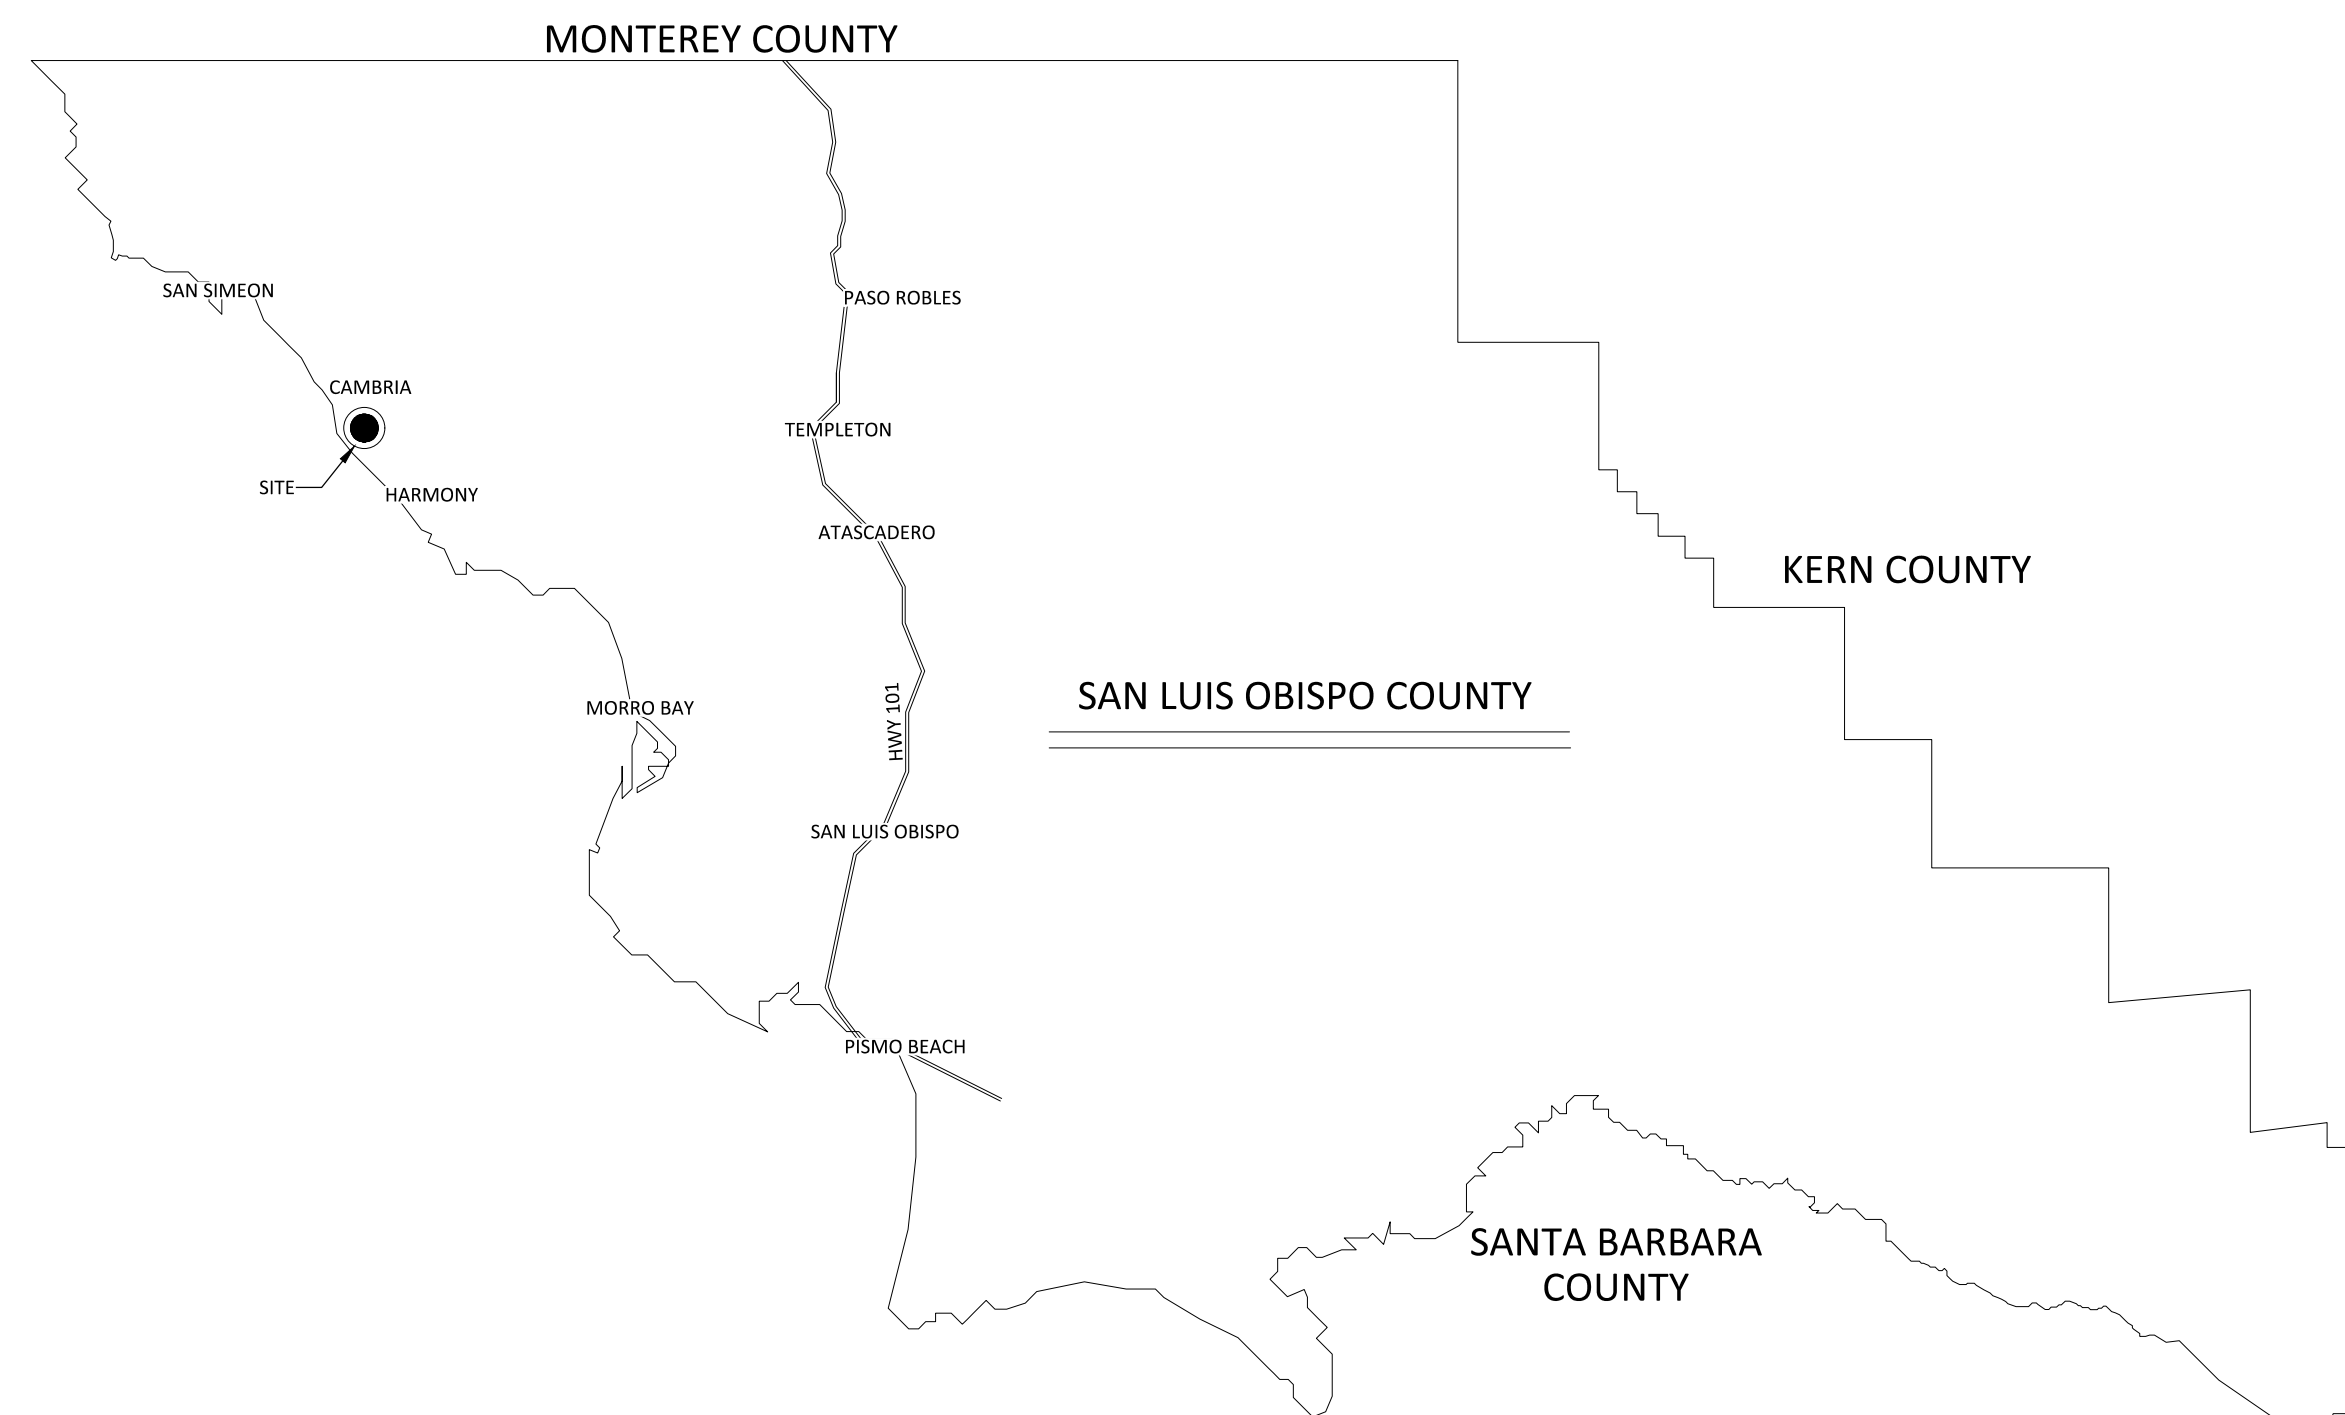 MONTEREY COUNTY
SAN SIMEON
PASO ROBLES
CAMBRIA
TEMPLETON
SITE
HARMONY
ATASCADERO
KERN COUNTY
SAN LUIS OBISPO COUNTY
MORRO BAY
HWY 101
SAN LUIS OBISPO
PISMO BEACH
SANTA BARBARA
COUNTY